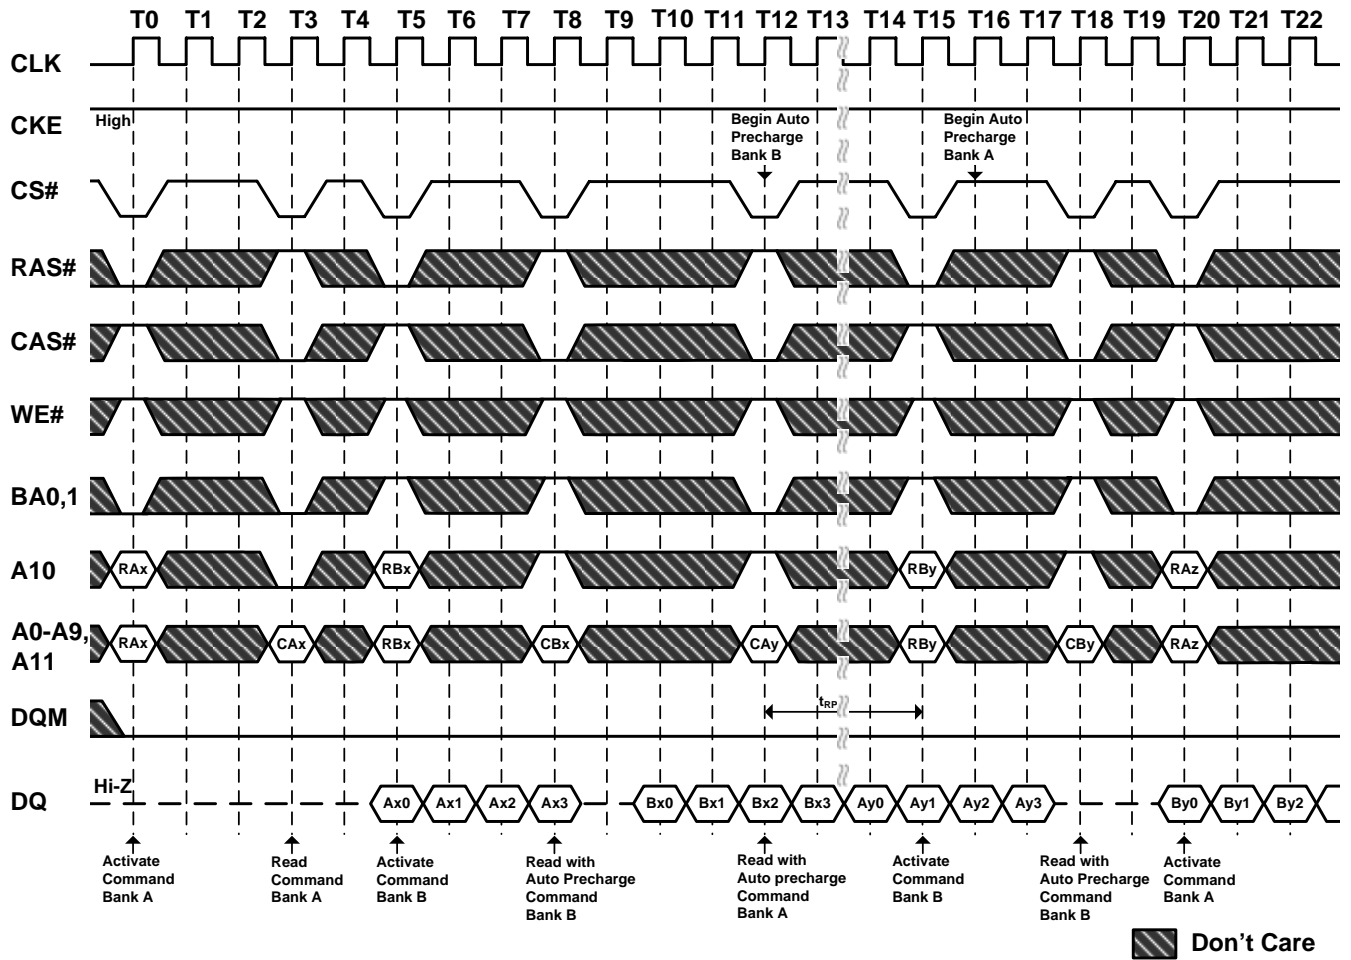 T0 T1 T2 T3 T4 T5 T6 T7 T8 T9 T10 T11 T12 T13 T14 T15 T16 T17 T18 T19 T20 T21 T22
CLK
CKE
High
Begin Auto
Precharge
Bank B
Begin Auto
Precharge
Bank A
CS#
RAS#
CAS#
WE#
BA0,1
A10
RAx
RBx
RBy
RAz
A0-A9,
A11
RAx
CAx
RBx
CBx
CAy
RBy
CBy
RAz
DQM
tRP
DQ
Hi-Z
Ax0
Ax1
Ax2
Ax3
Bx0
Bx1
Bx2
Bx3
Ay0
Ay1
Ay2
Ay3
By0
By1
By2
Activate
Command
Bank A
Read
Command
Bank A
Activate
Command
Bank B
Read with
Auto Precharge
Command
Bank B
Read with
Auto precharge
Command
Bank A
Activate
Command
Bank B
Read with
Auto Precharge
Command
Bank B
Activate
Command
Bank A
Don't Care